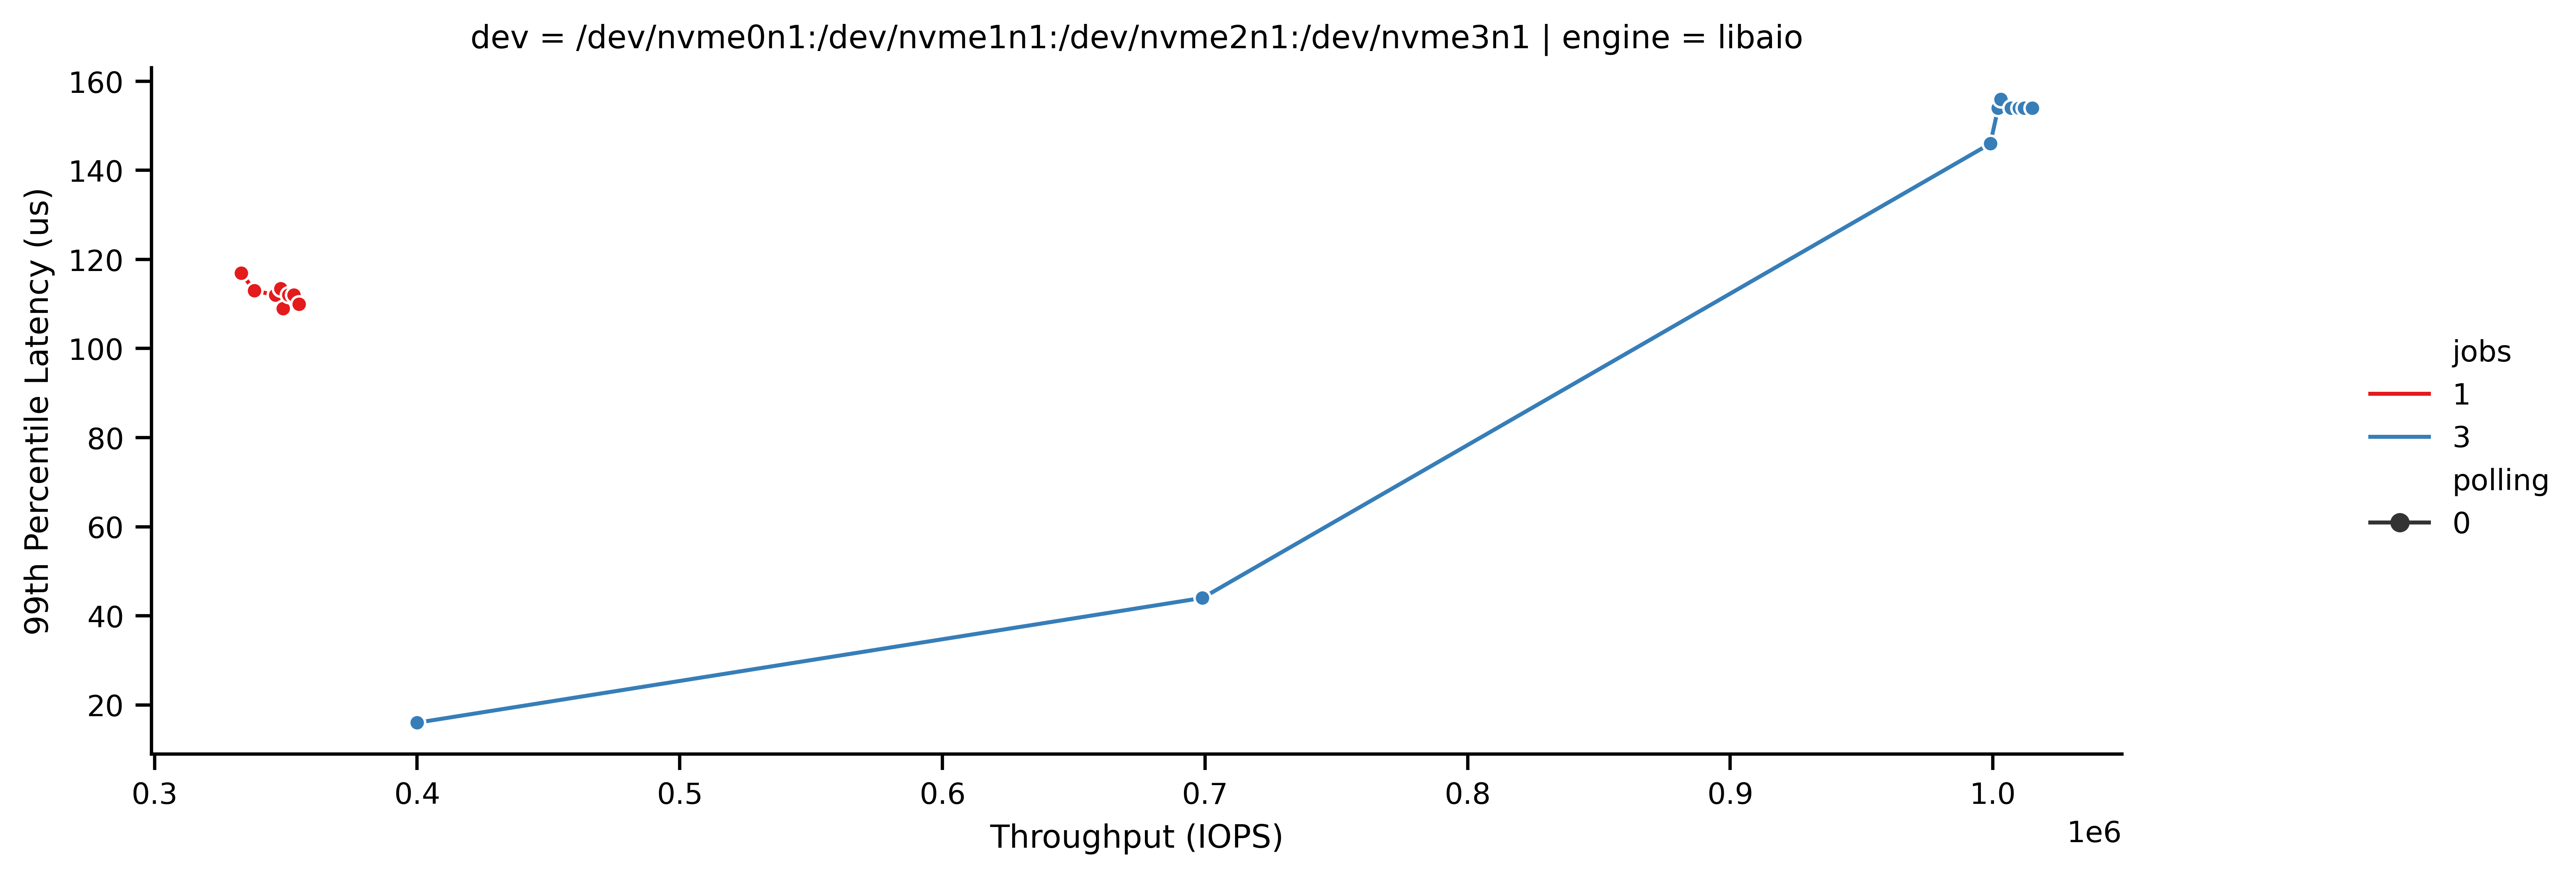 dev = /dev/nvme0n1:/dev/nvme1n1:/dev/nvme2n1:/dev/nvme3n1 | engine = libaio
160
140
120
100
80
60
40
20
99th Percentile Latency (us)
0.3 0.4 0.5 0.6 0.7 0.8 0.9 1.0
1e6
Throughput (IOPS)
jobs
1
3
polling
0